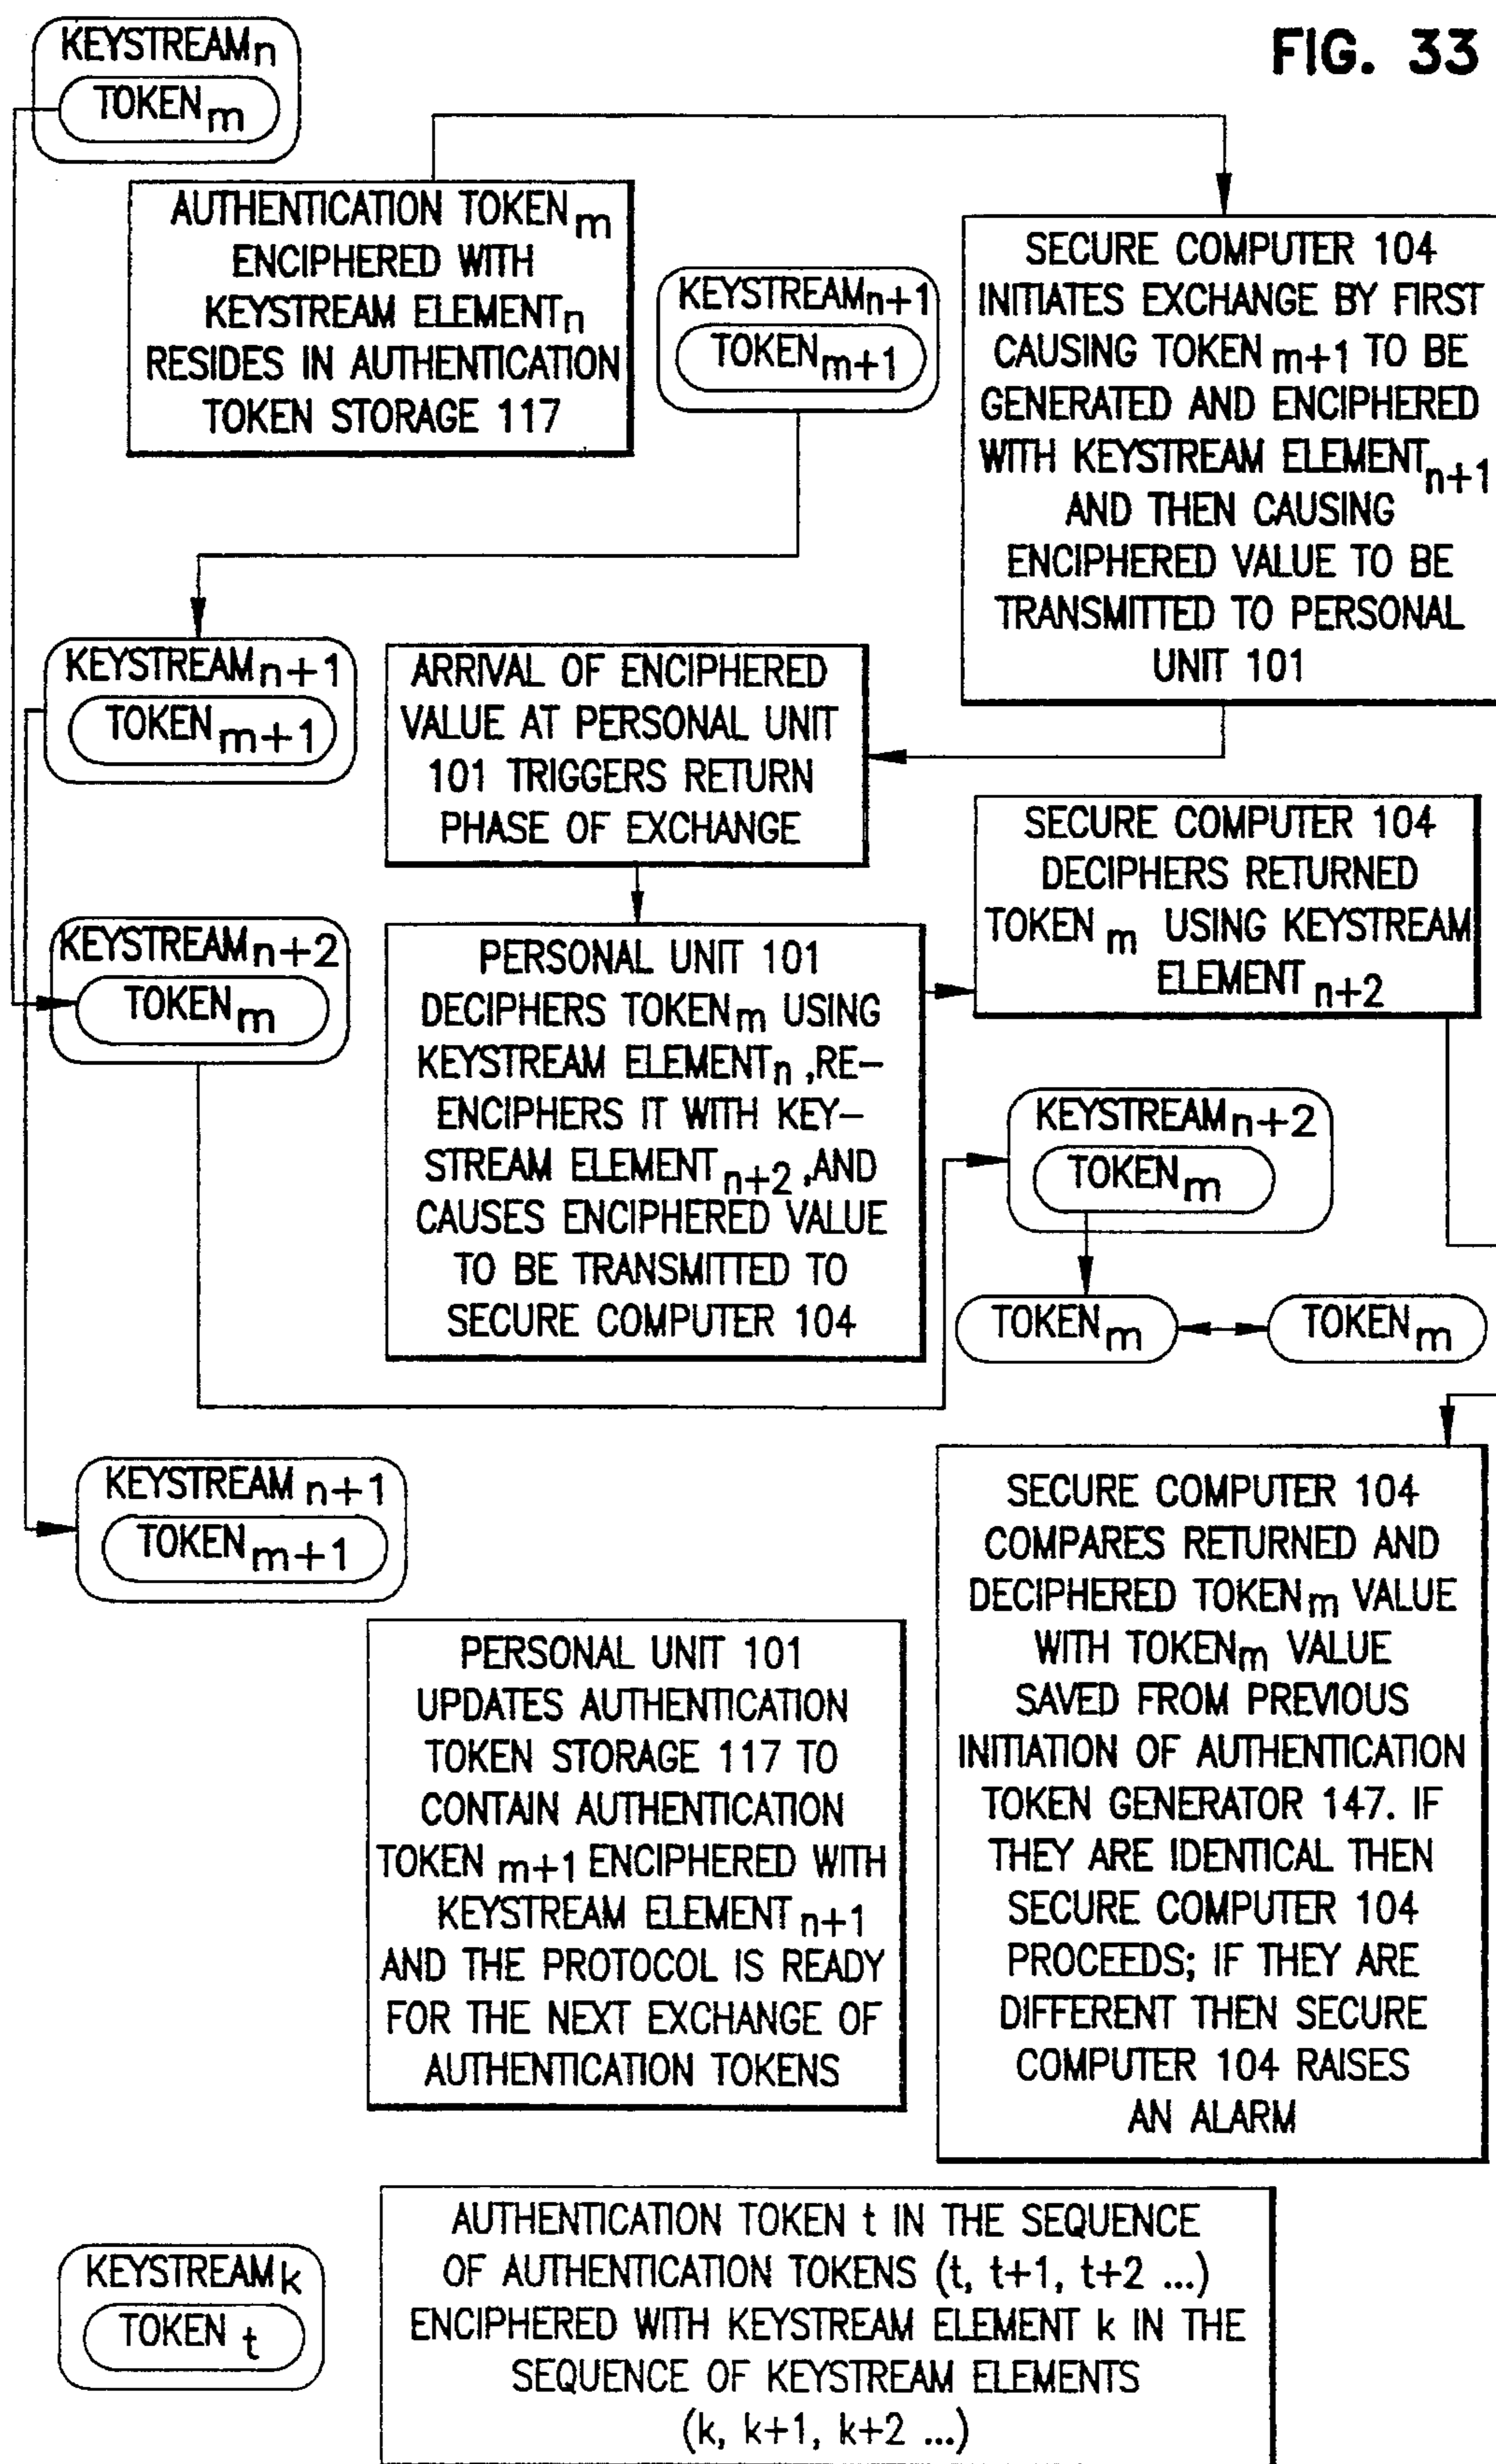 FIG. 33
KEYSTREAMn
TOKENm
AUTHENTICATION TOKENm
ENCIPHERED WITH
KEYSTREAM ELEMENTn
RESIDES IN AUTHENTICATION
TOKEN STORAGE 117
KEYSTREAMn+1
TOKENm+1
SECURE COMPUTER 104
INITIATES EXCHANGE BY FIRST
CAUSING TOKEN m+1 TO BE
GENERATED AND ENCIPHERED
WITH KEYSTREAM ELEMENTn+1
AND THEN CAUSING
ENCIPHERED VALUE TO BE
TRANSMITTED TO PERSONAL
UNIT 101
KEYSTREAMn+1
TOKENm+1
ARRIVAL OF ENCIPHERED
VALUE AT PERSONAL UNIT
101 TRIGGERS RETURN
PHASE OF EXCHANGE
SECURE COMPUTER 104
DECIPHERS RETURNED
TOKEN m USING KEYSTREAM
ELEMENT n+2
KEYSTREAMn+2
TOKENm
PERSONAL UNIT 101
DECIPHERS TOKENm USING
KEYSTREAM ELEMENTn ,RE-
ENCIPHERS IT WITH KEY-
STREAM ELEMENTn+2 ,AND
CAUSES ENCIPHERED VALUE
TO BE TRANSMITTED TO
SECURE COMPUTER 104
KEYSTREAMn+2
TOKENm
TOKENm
TOKENm
KEYSTREAM n+1
TOKENm+1
SECURE COMPUTER 104
COMPARES RETURNED AND
DECIPHERED TOKENm VALUE
WITH TOKENm VALUE
SAVED FROM PREVIOUS
INITIATION OF AUTHENTICATION
TOKEN GENERATOR 147. IF
THEY ARE IDENTICAL THEN
SECURE COMPUTER 104
PROCEEDS; IF THEY ARE
DIFFERENT THEN SECURE
COMPUTER 104 RAISES
AN ALARM
PERSONAL UNIT 101
UPDATES AUTHENTICATION
TOKEN STORAGE 117 TO
CONTAIN AUTHENTICATION
TOKEN m+1 ENCIPHERED WITH
KEYSTREAM ELEMENT n+1
AND THE PROTOCOL IS READY
FOR THE NEXT EXCHANGE OF
AUTHENTICATION TOKENS
KEYSTREAMk
TOKEN t
AUTHENTICATION TOKEN t IN THE SEQUENCE
OF AUTHENTICATION TOKENS (t, t+1, t+2 ...)
ENCIPHERED WITH KEYSTREAM ELEMENT k IN THE
SEQUENCE OF KEYSTREAM ELEMENTS
(k, k+1, k+2 ...)